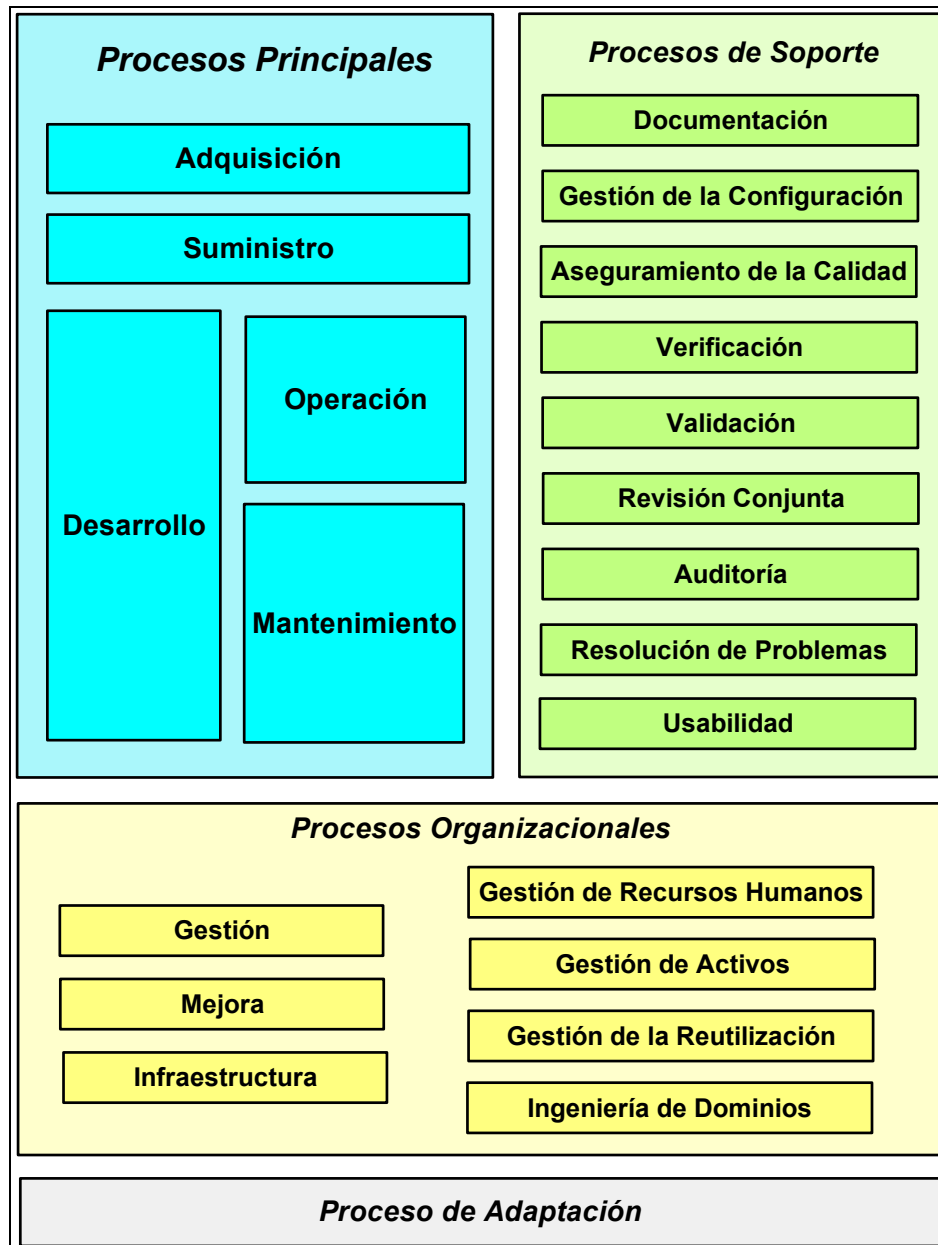 Procesos Principales
Adquisición
Suministro
Desarrollo
Operación
Mantenimiento
Procesos de Soporte
Documentación
Gestión de la Configuración
Aseguramiento de la Calidad
Verificación
Validación
Revisión Conjunta
Auditoría
Resolución de Problemas
Usabilidad
Procesos Organizacionales
Gestión
Mejora
Infraestructura
Gestión de Recursos Humanos
Gestión de Activos
Gestión de la Reutilización
Ingeniería de Dominios
Proceso de Adaptación